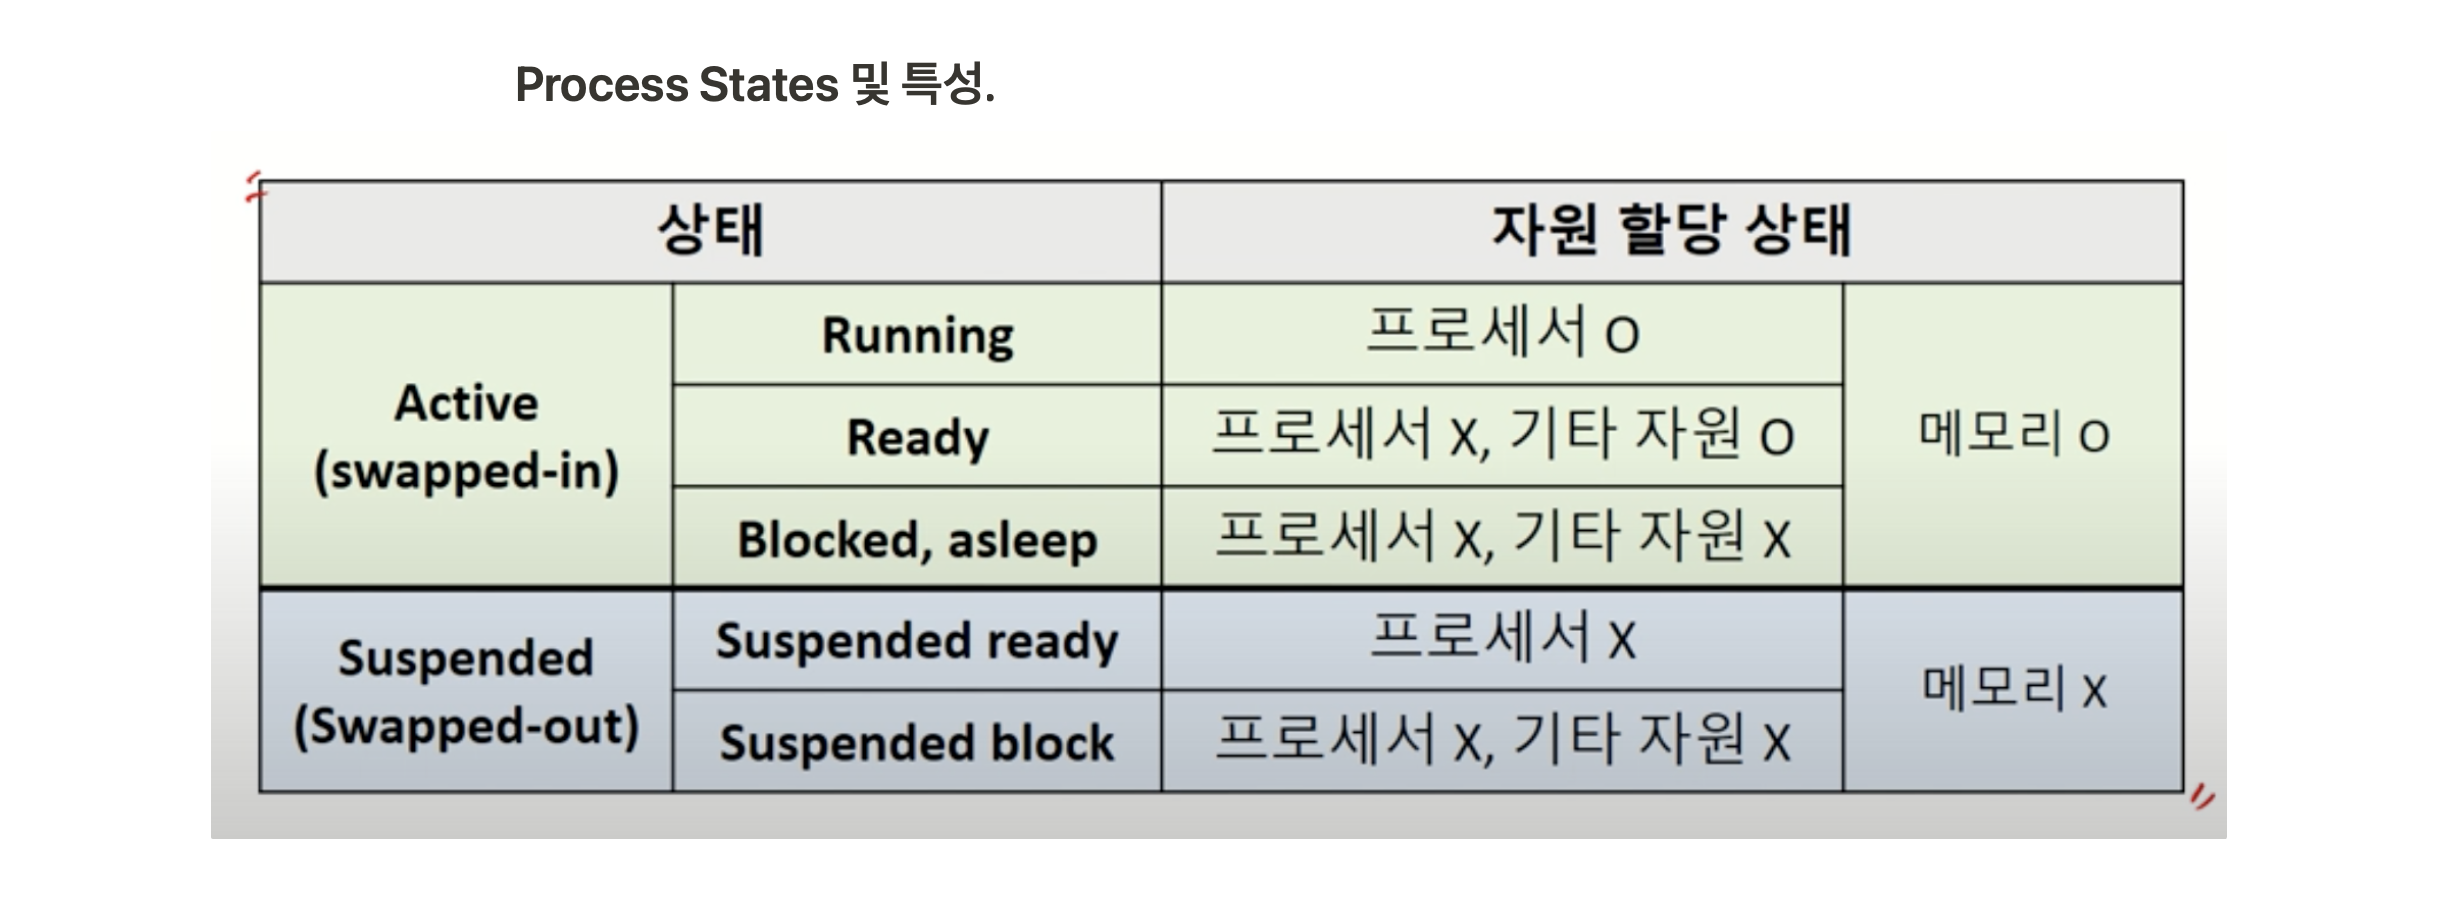 Process States 및 특성.
상태
자원 할당 상태
Active
(swapped-in)
Running
프로세서 O
메모리 O
Ready
프로세서 X, 기타 자원 O
Blocked, asleep
프로세서 X, 기타 자원 X
Suspended
(Swapped-out)
Suspended ready
프로세서 X
메모리 X
Suspended block
프로세서 X, 기타 자원 X